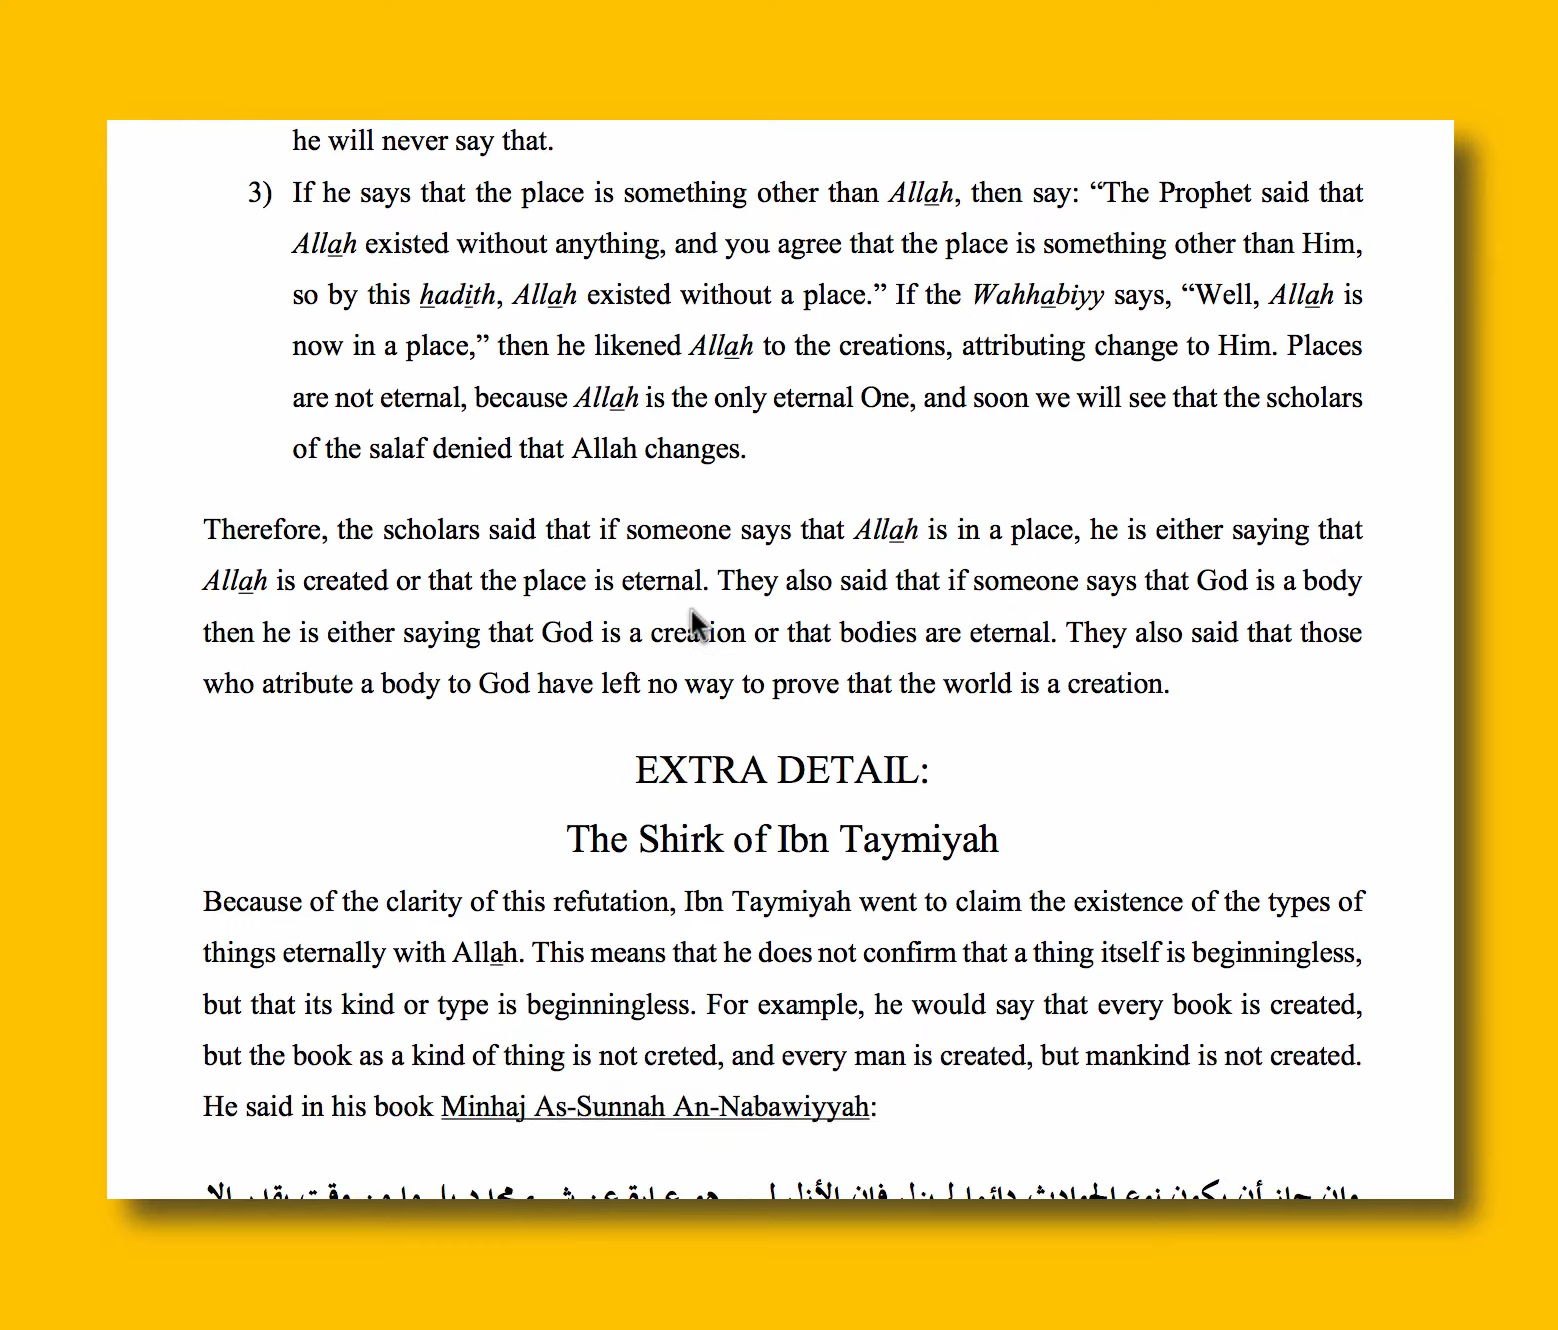 he will never say that.
3) If he says that the place is something other than Allah, then say: “The Prophet said that
Allah existed without anything, and you agree that the place is something other than Him,
so by this hadith, Allah existed without a place.” If the Wahhabiyy says, “Well, Allah is
now in a place,” then he likened Allah to the creations, attributing change to Him. Places
are not eternal, because Allah is the only eternal One, and soon we will see that the scholars
of the salaf denied that Allah changes.
Therefore, the scholars said that if someone says that Allah is in a place, he is either saying that
Allah is created or that the place is eternal. They also said that if someone says that God is a body
then he is either saying that God is a creation or that bodies are eternal. They also said that those
who atribute a body to God have left no way to prove that the world is a creation.
EXTRA DETAIL:
The Shirk of Ibn Taymiyah
Because of the clarity of this refutation, Ibn Taymiyah went to claim the existence of the types of
things eternally with Allah. This means that he does not confirm that a thing itself is beginningless,
but that its kind or type is beginningless. For example, he would say that every book is created,
but the book as a kind of thing is not creted, and every man is created, but mankind is not created.
He said in his book Minhaj As-Sunnah An-Nabawiyyah: